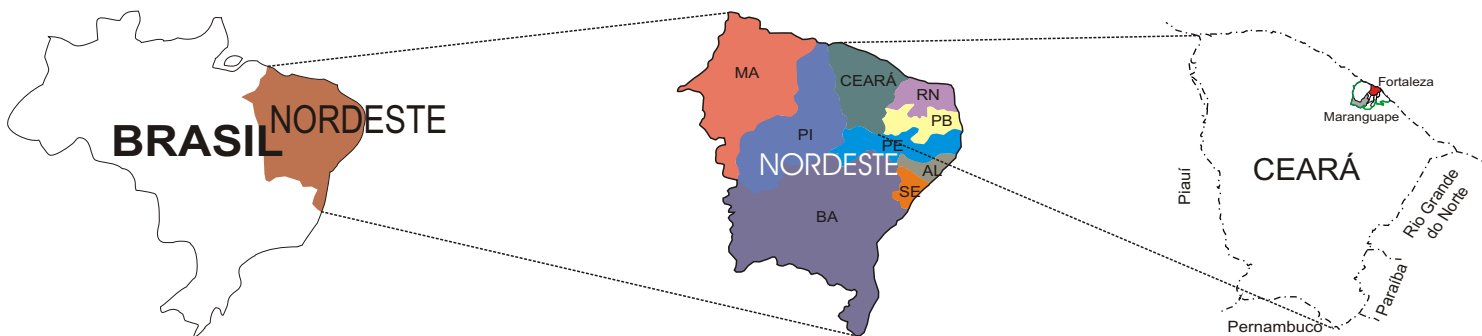 BRASIL
NORDESTE
MA
CEARÁ
RN
PB
PI
PE
NORDESTE
AL
SE
BA
Fortaleza
Maranguape
CEARÁ
Piauí
Rio Grande
do Norte
Paraíba
Pernambuco